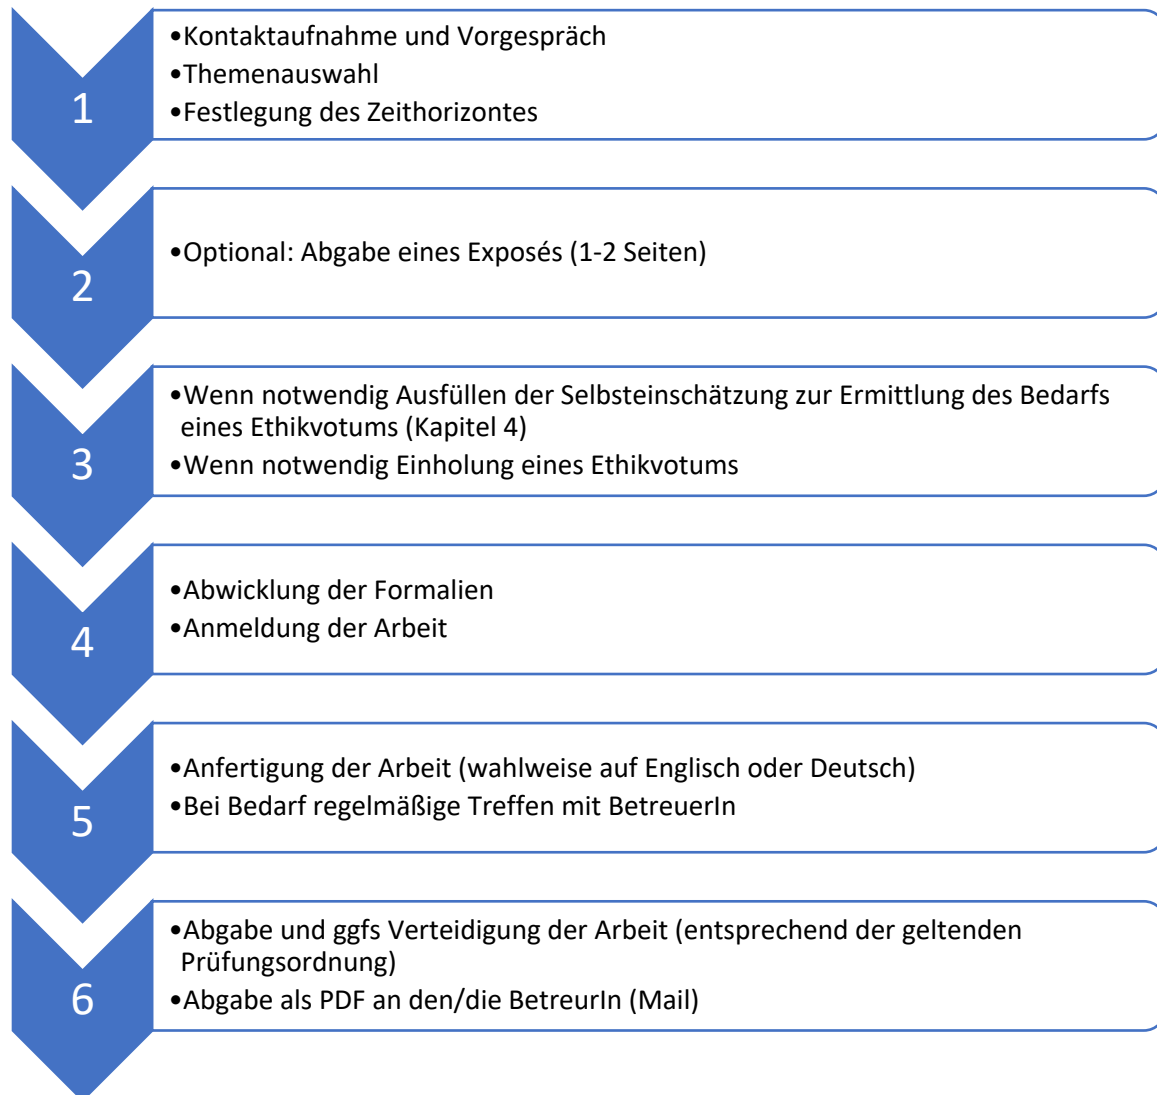 1
•Kontaktaufnahme und Vorgespräch
•Themenauswahl
•Festlegung des Zeithorizontes
2
•Optional: Abgabe eines Exposés (1-2 Seiten)
3
•Wenn notwendig Ausfüllen der Selbsteinschätzung zur Ermittlung des Bedarfs
eines Ethikvotums (Kapitel 4)
•Wenn notwendig Einholung eines Ethikvotums
4
•Abwicklung der Formalien
•Anmeldung der Arbeit
5
•Anfertigung der Arbeit (wahlweise auf Englisch oder Deutsch)
•Bei Bedarf regelmäßige Treffen mit BetreuerIn
6
•Abgabe und ggfs Verteidigung der Arbeit (entsprechend der geltenden
Prüfungsordnung)
•Abgabe als PDF an den/die BetreurIn (Mail)